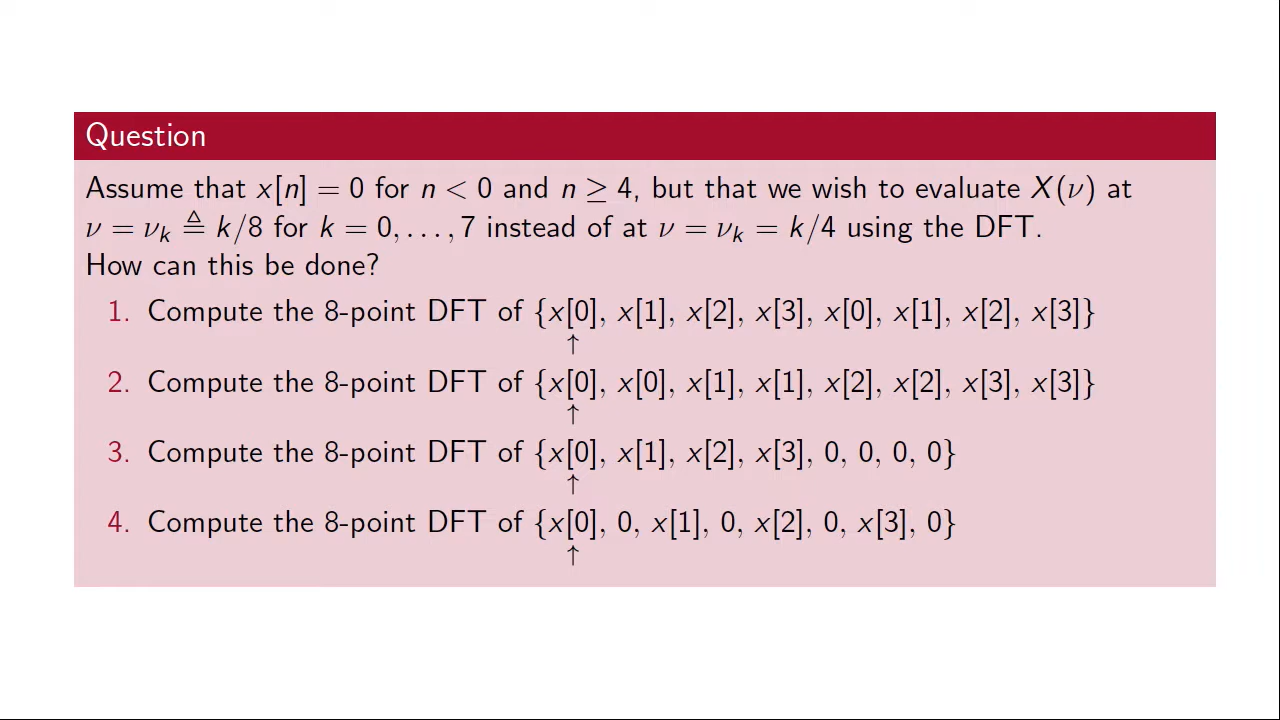 Question
Assume that x[n] = 0 for n < 0 and n ≥ 4, but that we wish to evaluate X(ν) at
ν = νₖ ≜ k/8 for k = 0, . . . , 7 instead of at ν = νₖ = k/4 using the DFT.
How can this be done?
1. Compute the 8-point DFT of {x[0], x[1], x[2], x[3], x[0], x[1], x[2], x[3]}
↑
2. Compute the 8-point DFT of {x[0], x[0], x[1], x[1], x[2], x[2], x[3], x[3]}
↑
3. Compute the 8-point DFT of {x[0], x[1], x[2], x[3], 0, 0, 0, 0}
↑
4. Compute the 8-point DFT of {x[0], 0, x[1], 0, x[2], 0, x[3], 0}
↑